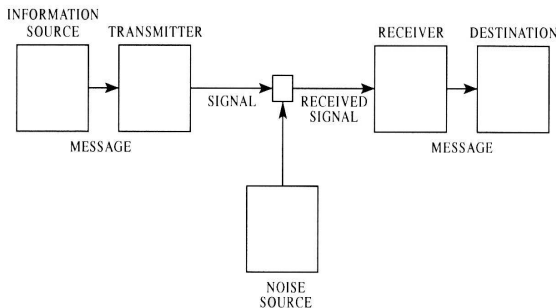 INFORMATION
SOURCE
TRANSMITTER
RECEIVER
DESTINATION
SIGNAL
RECEIVED
SIGNAL
MESSAGE
MESSAGE
NOISE
SOURCE